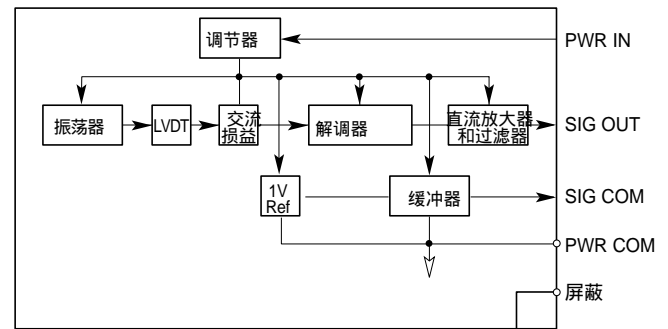 调节器
PWR IN
振荡器
LVDT
交流
损益
解调器
直流放大器
和过滤器
SIG OUT
1V
Ref
缓冲器
SIG COM
PWR COM
屏蔽